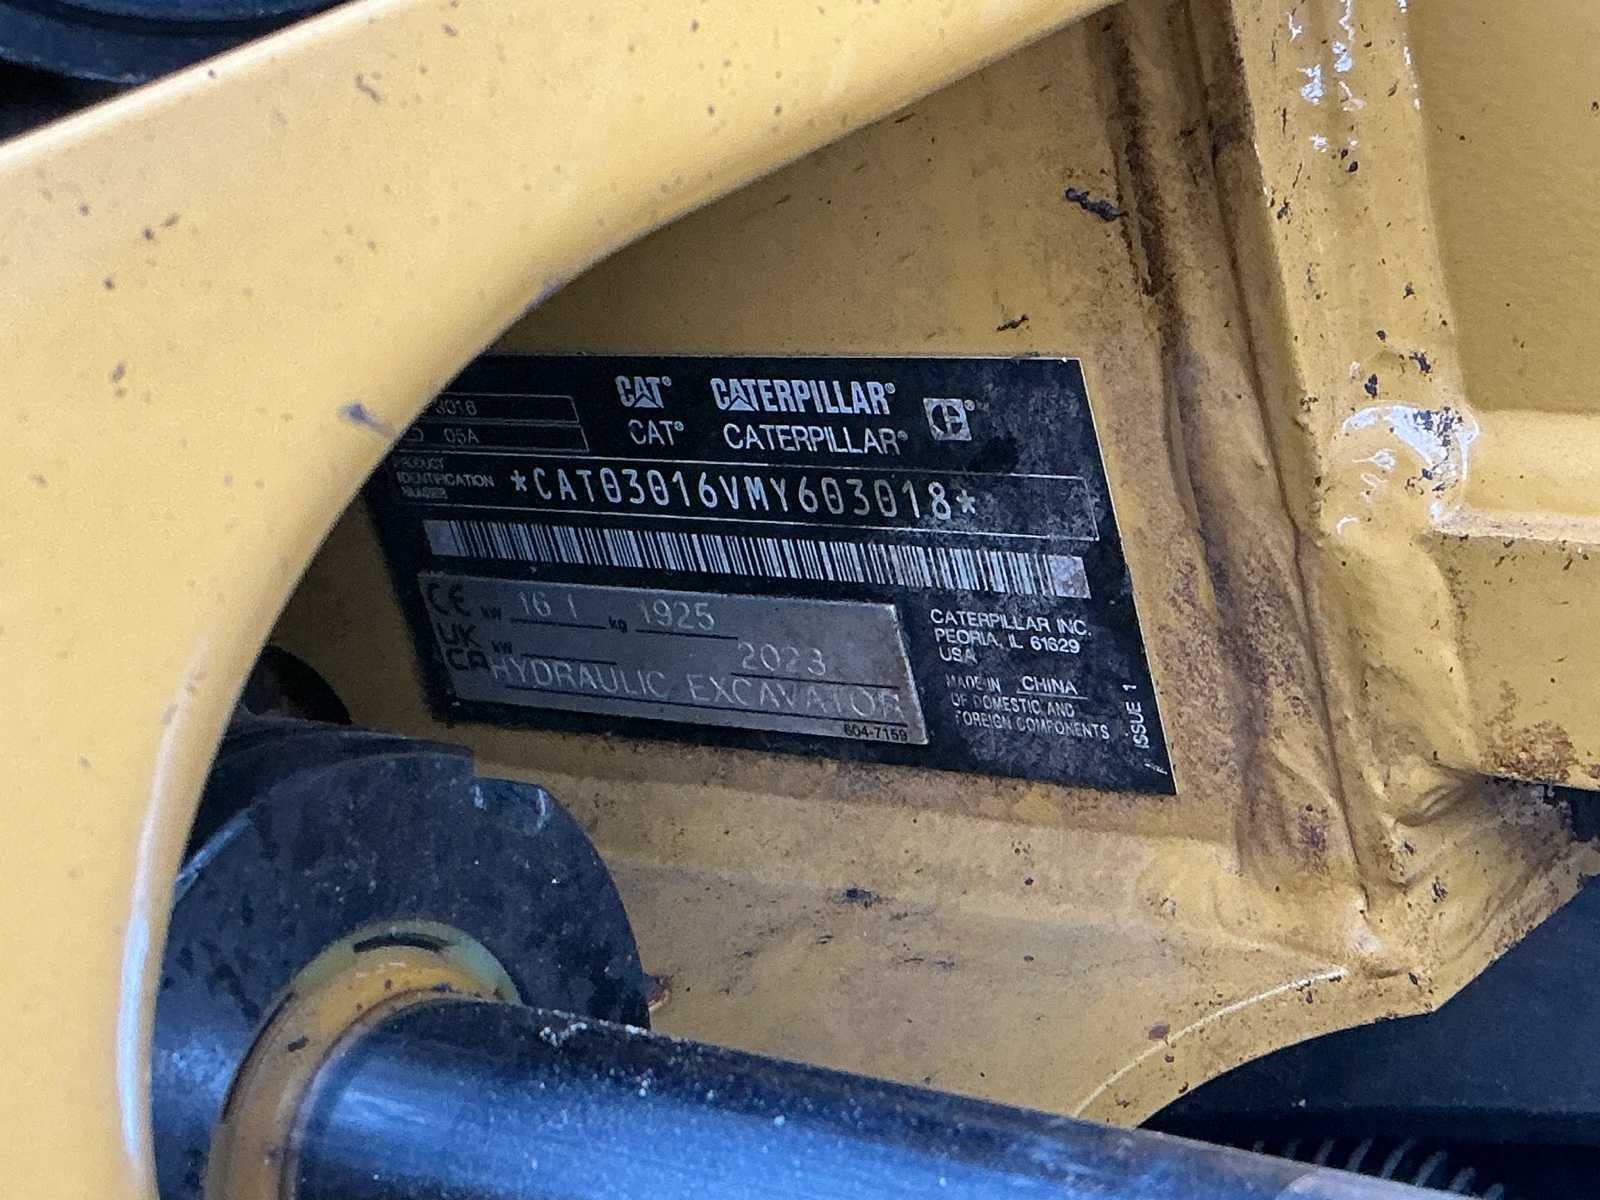 3016
05A
CAT® CATERPILLAR®
CAT® CATERPILLAR®
PRODUCT
IDENTIFICATION
NUMBER
*CAT03016VMY603018*
CE kW 16.1 kg 1925
UK
CA kW 2023
HYDRAULIC EXCAVATOR
604-7159
CATERPILLAR INC.
PEORIA, IL 61629
USA
MADE IN CHINA
OF DOMESTIC AND
FOREIGN COMPONENTS
ISSUE 1